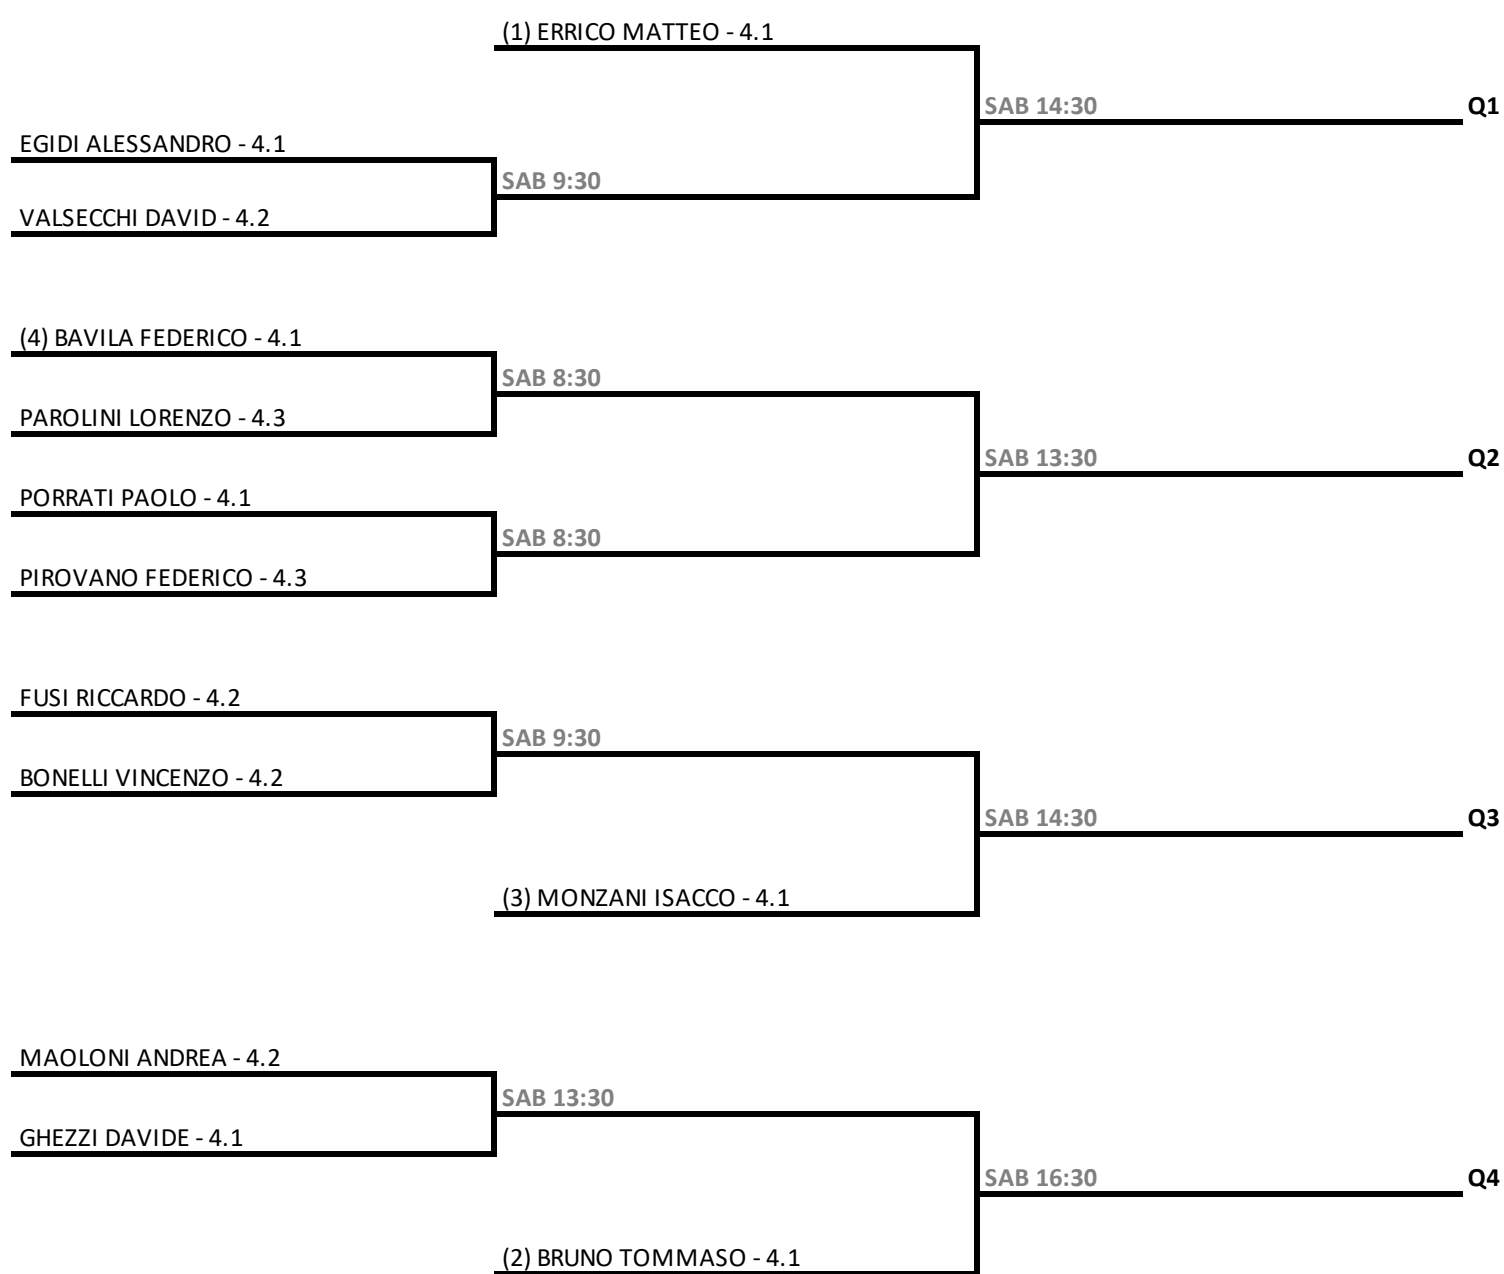 (1) ERRICO MATTEO - 4.1
SAB 14:30
Q1
EGIDI ALESSANDRO - 4.1
SAB 9:30
VALSECCHI DAVID - 4.2
(4) BAVILA FEDERICO - 4.1
SAB 8:30
PAROLINI LORENZO - 4.3
SAB 13:30
Q2
PORRATI PAOLO - 4.1
SAB 8:30
PIROVANO FEDERICO - 4.3
FUSI RICCARDO - 4.2
SAB 9:30
BONELLI VINCENZO - 4.2
SAB 14:30
Q3
(3) MONZANI ISACCO - 4.1
MAOLONI ANDREA - 4.2
SAB 13:30
GHEZZI DAVIDE - 4.1
SAB 16:30
Q4
(2) BRUNO TOMMASO - 4.1